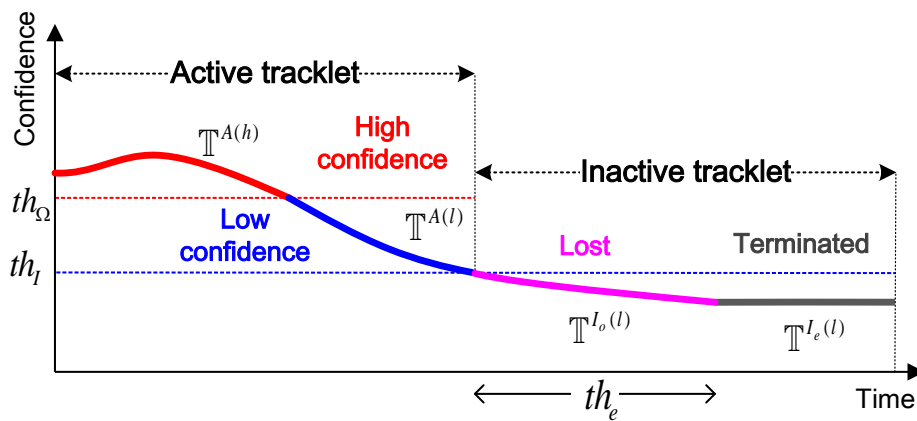 Confidence
Active tracklet
𝕋^{A(h)}
High
confidence
Inactive tracklet
th_Ω
Low
confidence
𝕋^{A(l)}
th_I
Lost
Terminated
𝕋^{I_o(l)}
𝕋^{I_e(l)}
th_e
Time